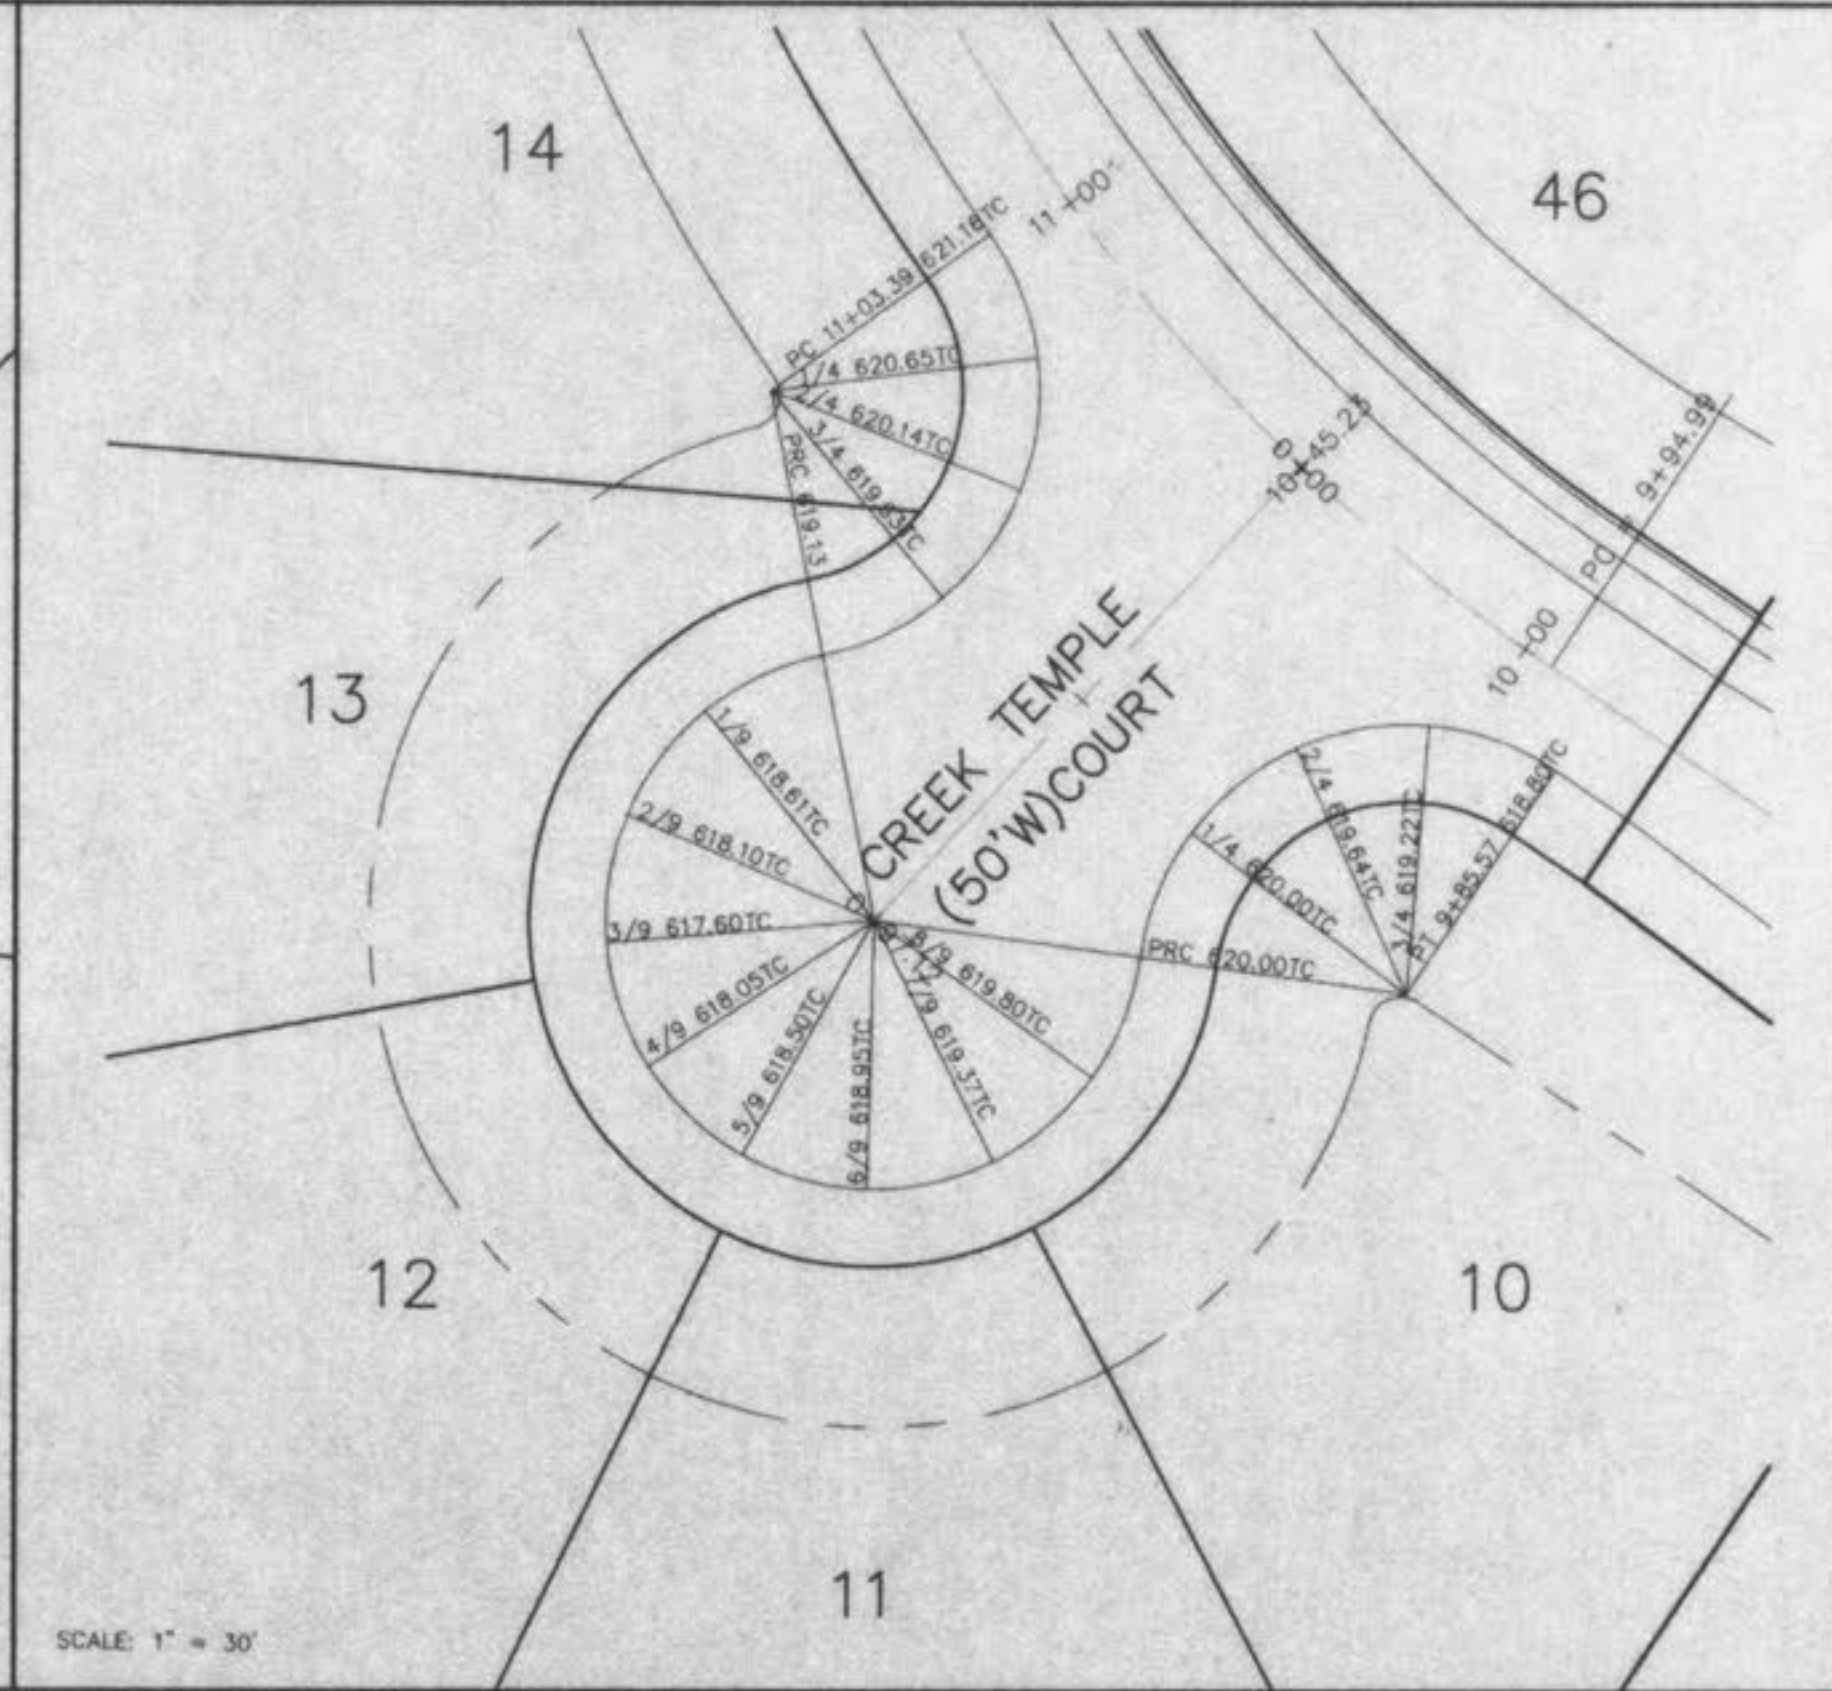 14
46
11 +00
PC 11+03.39 621.18TC
1/4 620.65TC
2/4 620.14TC
3/4 619.63TC
PRC 619.13
0+00
10+45.23
PC 9+94.99
10 +00
13
CREEK TEMPLE
(50'W)COURT
1/9 618.61TC
2/9 618.10TC
3/9 617.60TC
4/9 618.05TC
5/9 618.50TC
6/9 618.95TC
7/9 619.37TC
8/9 619.80TC
PRC 620.00TC
1/4 620.00TC
2/4 619.64TC
3/4 619.22TC
PT 9+85.57 618.80TC
12
10
11
SCALE: 1" = 30'